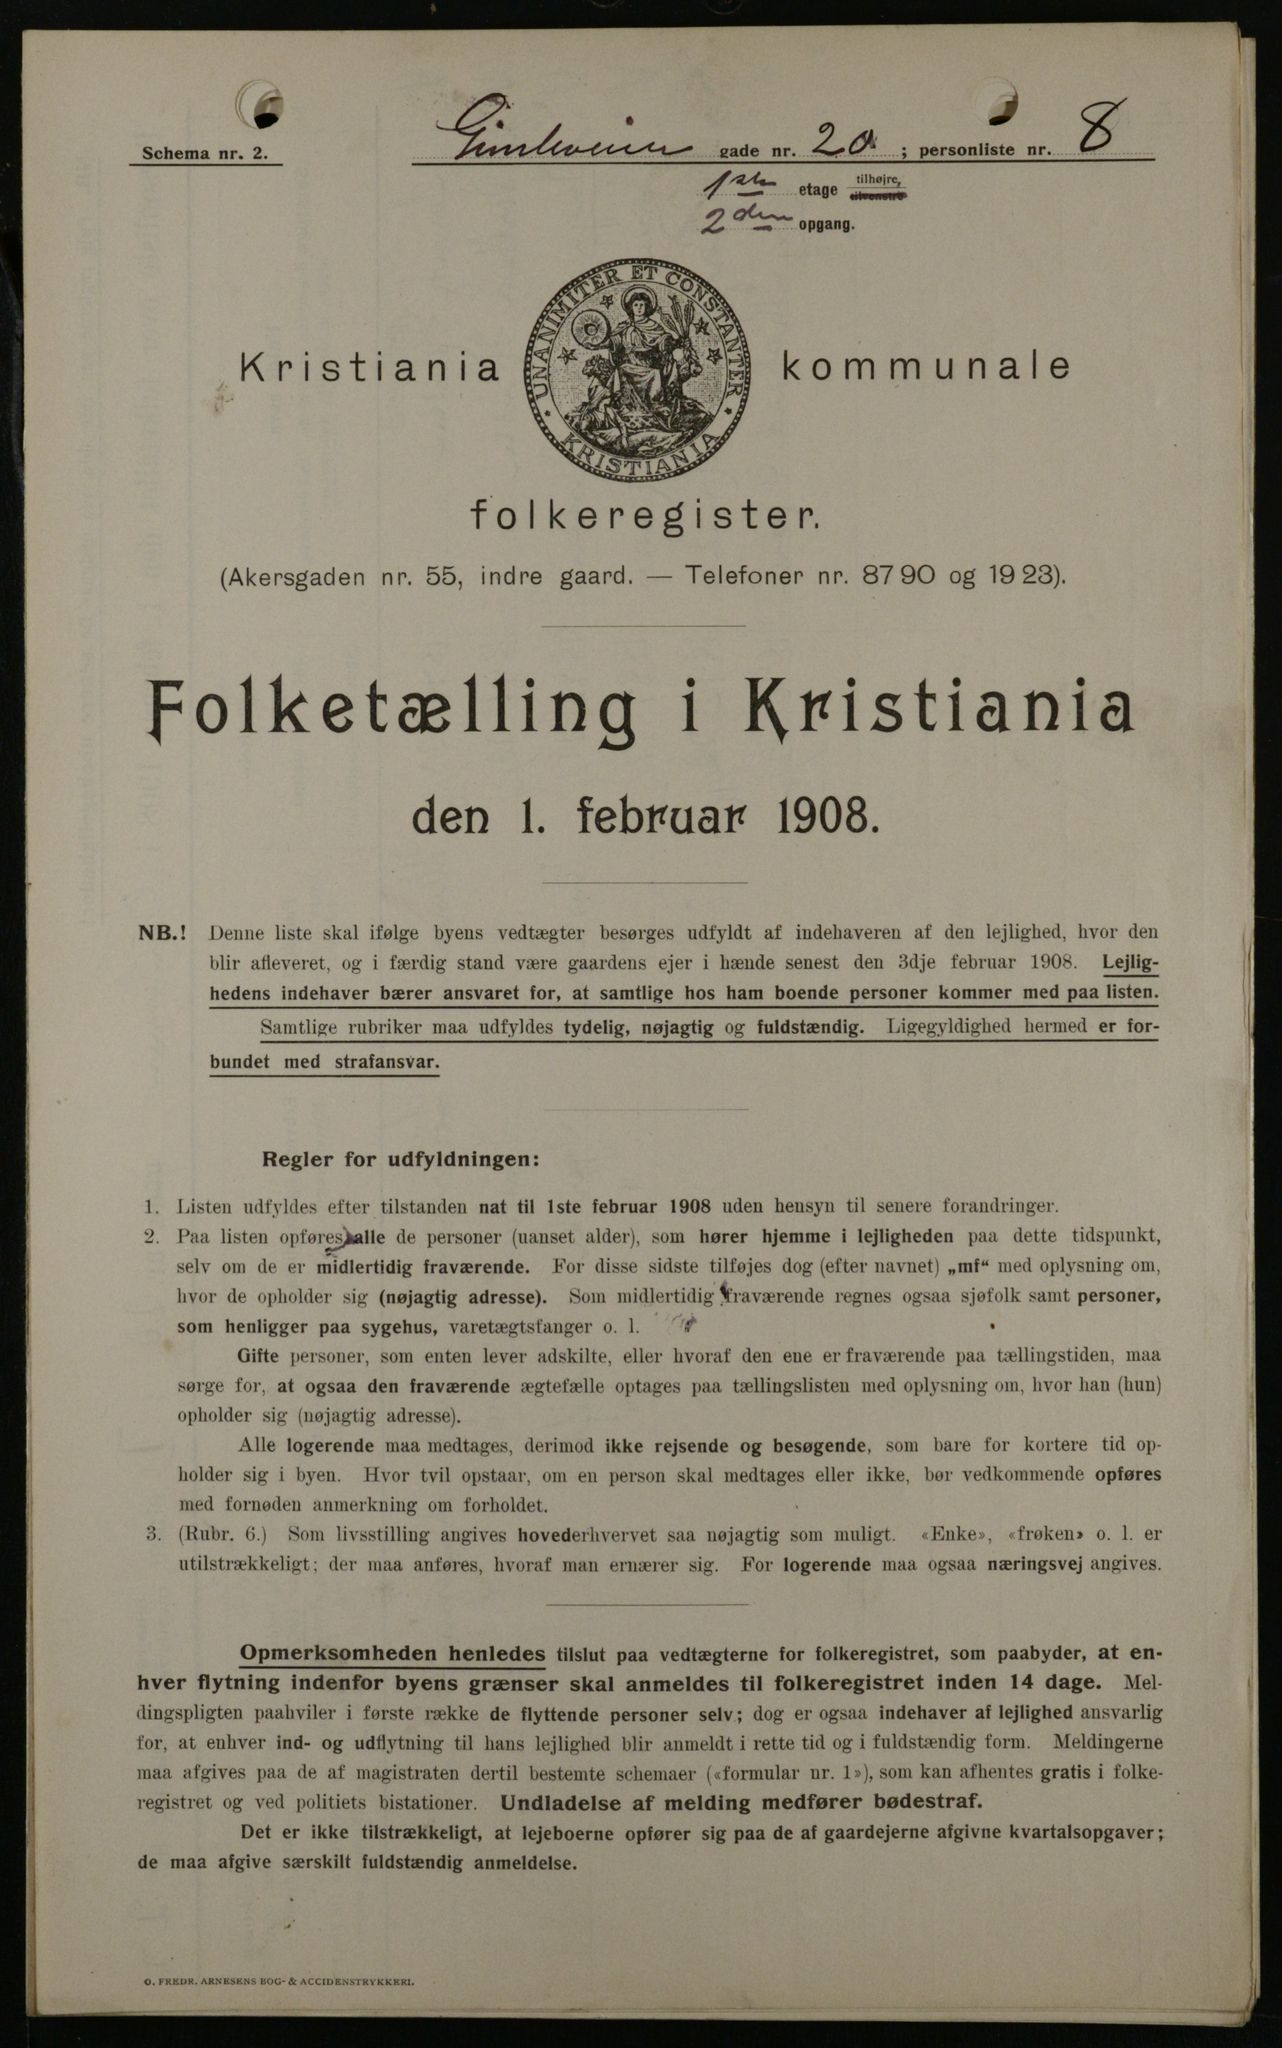 Schema nr. 2.
Gimleveien gade nr. 20 ; personliste nr. 8
1ste etage tilhøjre, tilvenstre
2den opgang.
UNANIMITER ET CONSTANTER
KRISTIANIA
Kristiania kommunale
folkeregister.
(Akersgaden nr. 55, indre gaard. — Telefoner nr. 8790 og 1923).
Folketælling i Kristiania
den 1. februar 1908.
NB.! Denne liste skal ifølge byens vedtægter besørges udfyldt af indehaveren af den lejlighed, hvor den
blir afleveret, og i færdig stand være gaardens ejer i hænde senest den 3dje februar 1908. Lejlig-
hedens indehaver bærer ansvaret for, at samtlige hos ham boende personer kommer med paa listen.
Samtlige rubriker maa udfyldes tydelig, nøjagtig og fuldstændig. Ligegyldighed hermed er for-
bundet med strafansvar.
Regler for udfyldningen:
1. Listen udfyldes efter tilstanden nat til 1ste februar 1908 uden hensyn til senere forandringer.
2. Paa listen opføres alle de personer (uanset alder), som hører hjemme i lejligheden paa dette tidspunkt,
selv om de er midlertidig fraværende. For disse sidste tilføjes dog (efter navnet) „mf“ med oplysning om,
hvor de opholder sig (nøjagtig adresse). Som midlertidig fraværende regnes ogsaa sjøfolk samt personer,
som henligger paa sygehus, varetægtsfanger o. l.
Gifte personer, som enten lever adskilte, eller hvoraf den ene er fraværende paa tællingstiden, maa
sørge for, at ogsaa den fraværende ægtefælle optages paa tællingslisten med oplysning om, hvor han (hun)
opholder sig (nøjagtig adresse).
Alle logerende maa medtages, derimod ikke rejsende og besøgende, som bare for kortere tid op-
holder sig i byen. Hvor tvil opstaar, om en person skal medtages eller ikke, bør vedkommende opføres
med fornøden anmerkning om forholdet.
3. (Rubr. 6.) Som livsstilling angives hovederhvervet saa nøjagtig som muligt. «Enke», «frøken» o. l. er
utilstrækkeligt; der maa anføres, hvoraf man ernærer sig. For logerende maa ogsaa næringsvej angives.
Opmerksomheden henledes tilslut paa vedtægterne for folkeregistret, som paabyder, at en-
hver flytning indenfor byens grænser skal anmeldes til folkeregistret inden 14 dage. Mel-
dingspligten paahviler i første række de flyttende personer selv; dog er ogsaa indehaver af lejlighed ansvarlig
for, at enhver ind- og udflytning til hans lejlighed blir anmeldt i rette tid og i fuldstændig form. Meldingerne
maa afgives paa de af magistraten dertil bestemte schemaer («formular nr. 1»), som kan afhentes gratis i folke-
registret og ved politiets bistationer. Undladelse af melding medfører bødestraf.
Det er ikke tilstrækkeligt, at lejeboerne opfører sig paa de af gaardejerne afgivne kvartalsopgaver;
de maa afgive særskilt fuldstændig anmeldelse.
O. FREDR. ARNESENS BOG- & ACCIDENSTRYKKERI.